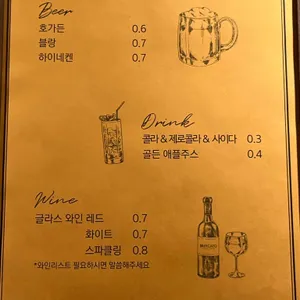 Beer
호가든 0.6
블랑 0.7
하이네켄 0.7
Drink
콜라 & 제로콜라 & 사이다 0.3
골든 애플주스 0.4
Wine
글라스 와인 레드 0.7
화이트 0.7
스파클링 0.8
*와인리스트 필요하시면 말씀해주세요